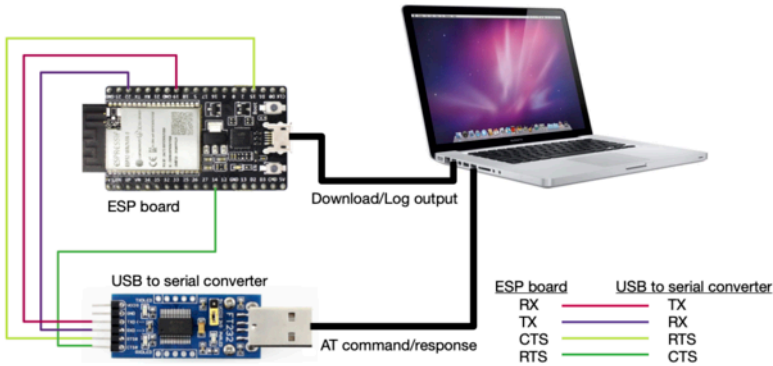 ESP board
Download/Log output
USB to serial converter
FT232
AT command/response
ESP board USB to serial converter
RX TX
TX RX
CTS RTS
RTS CTS